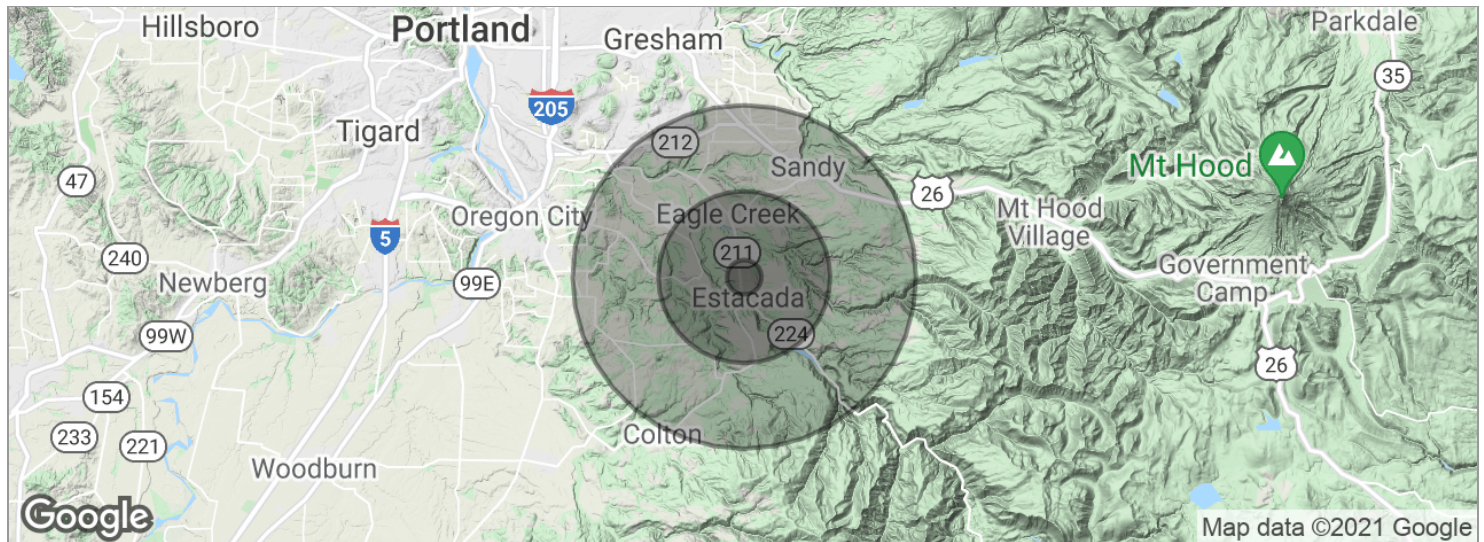 Hillsboro
Portland
Gresham
Parkdale
35
205
Tigard
212
Sandy
Mt Hood
47
26
Eagle Creek
Oregon City
Mt Hood
Village
5
211
240
Newberg
99E
Estacada
Government
Camp
99W
224
26
154
233
221
Colton
Woodburn
Google
Map data ©2021 Google